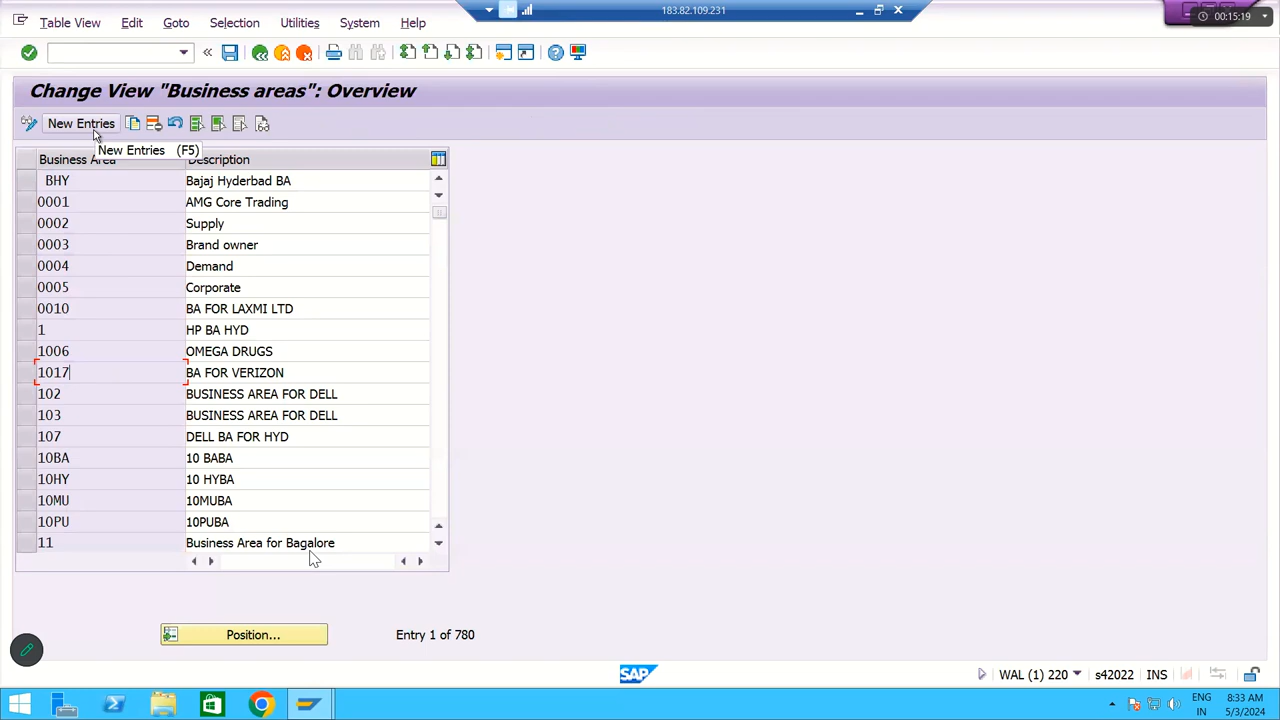 183.82.109.231
00:15:19
Table View Edit Goto Selection Utilities System Help
Change View "Business areas": Overview
New Entries
New Entries (F5)
Business Area Description
BHY Bajaj Hyderbad BA
0001 AMG Core Trading
0002 Supply
0003 Brand owner
0004 Demand
0005 Corporate
0010 BA FOR LAXMI LTD
1 HP BA HYD
1006 OMEGA DRUGS
1017 BA FOR VERIZON
102 BUSINESS AREA FOR DELL
103 BUSINESS AREA FOR DELL
107 DELL BA FOR HYD
10BA 10 BABA
10HY 10 HYBA
10MU 10MUBA
10PU 10PUBA
11 Business Area for Bagalore
Position... Entry 1 of 780
SAP WAL (1) 220 s42022 INS
ENG 8:33 AM
IN 5/3/2024